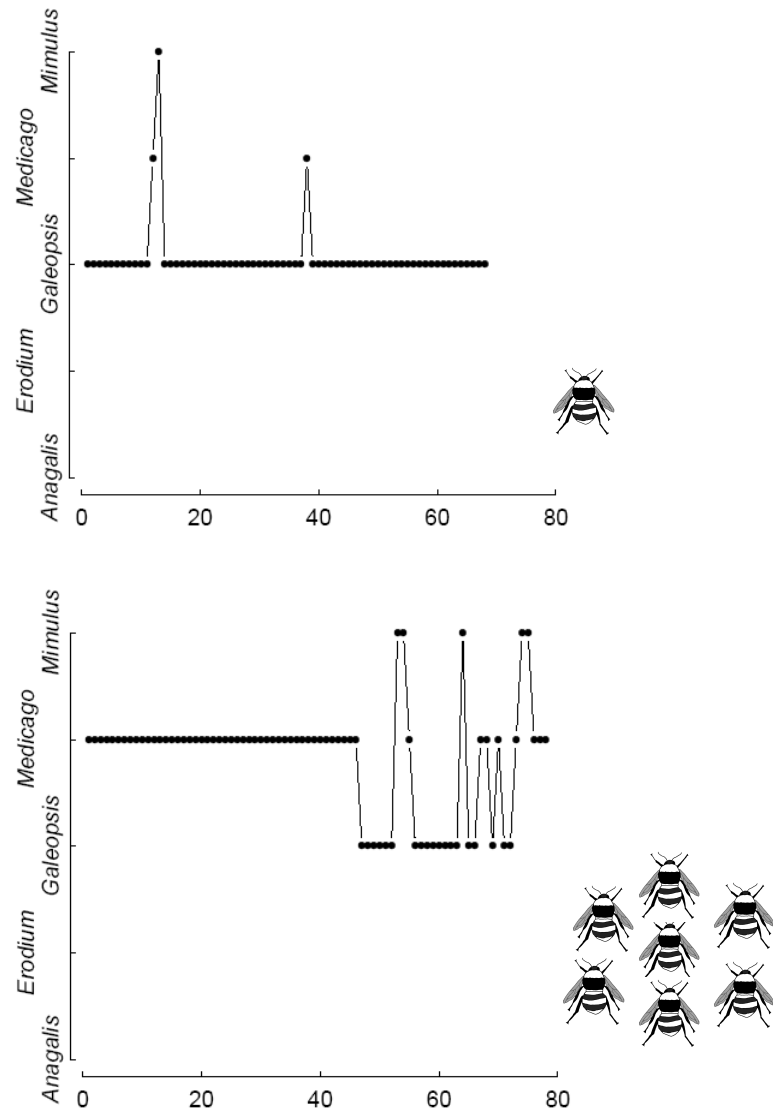 Mimulus
Medicago
Galeopsis
Erodium
Anagalis
0 20 40 60 80
Mimulus
Medicago
Galeopsis
Erodium
Anagalis
0 20 40 60 80